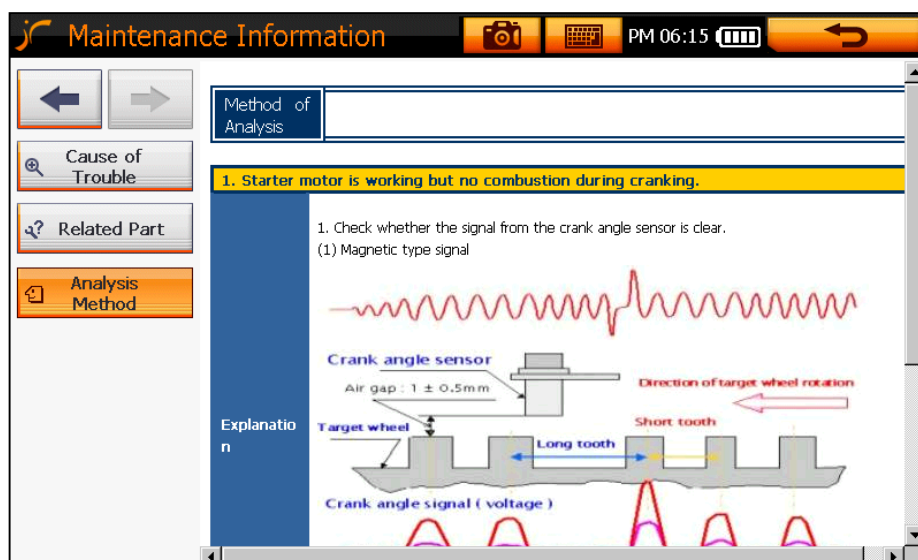 Maintenance Information
PM 06:15
Cause of
Trouble
Related Part
Analysis
Method
Method of
Analysis
1. Starter motor is working but no combustion during cranking.
Explanatio
n
1. Check whether the signal from the crank angle sensor is clear.
(1) Magnetic type signal
Crank angle sensor
Air gap : 1 ± 0.5mm
Direction of target wheel rotation
Target wheel
Short tooth
Long tooth
Crank angle signal ( voltage )